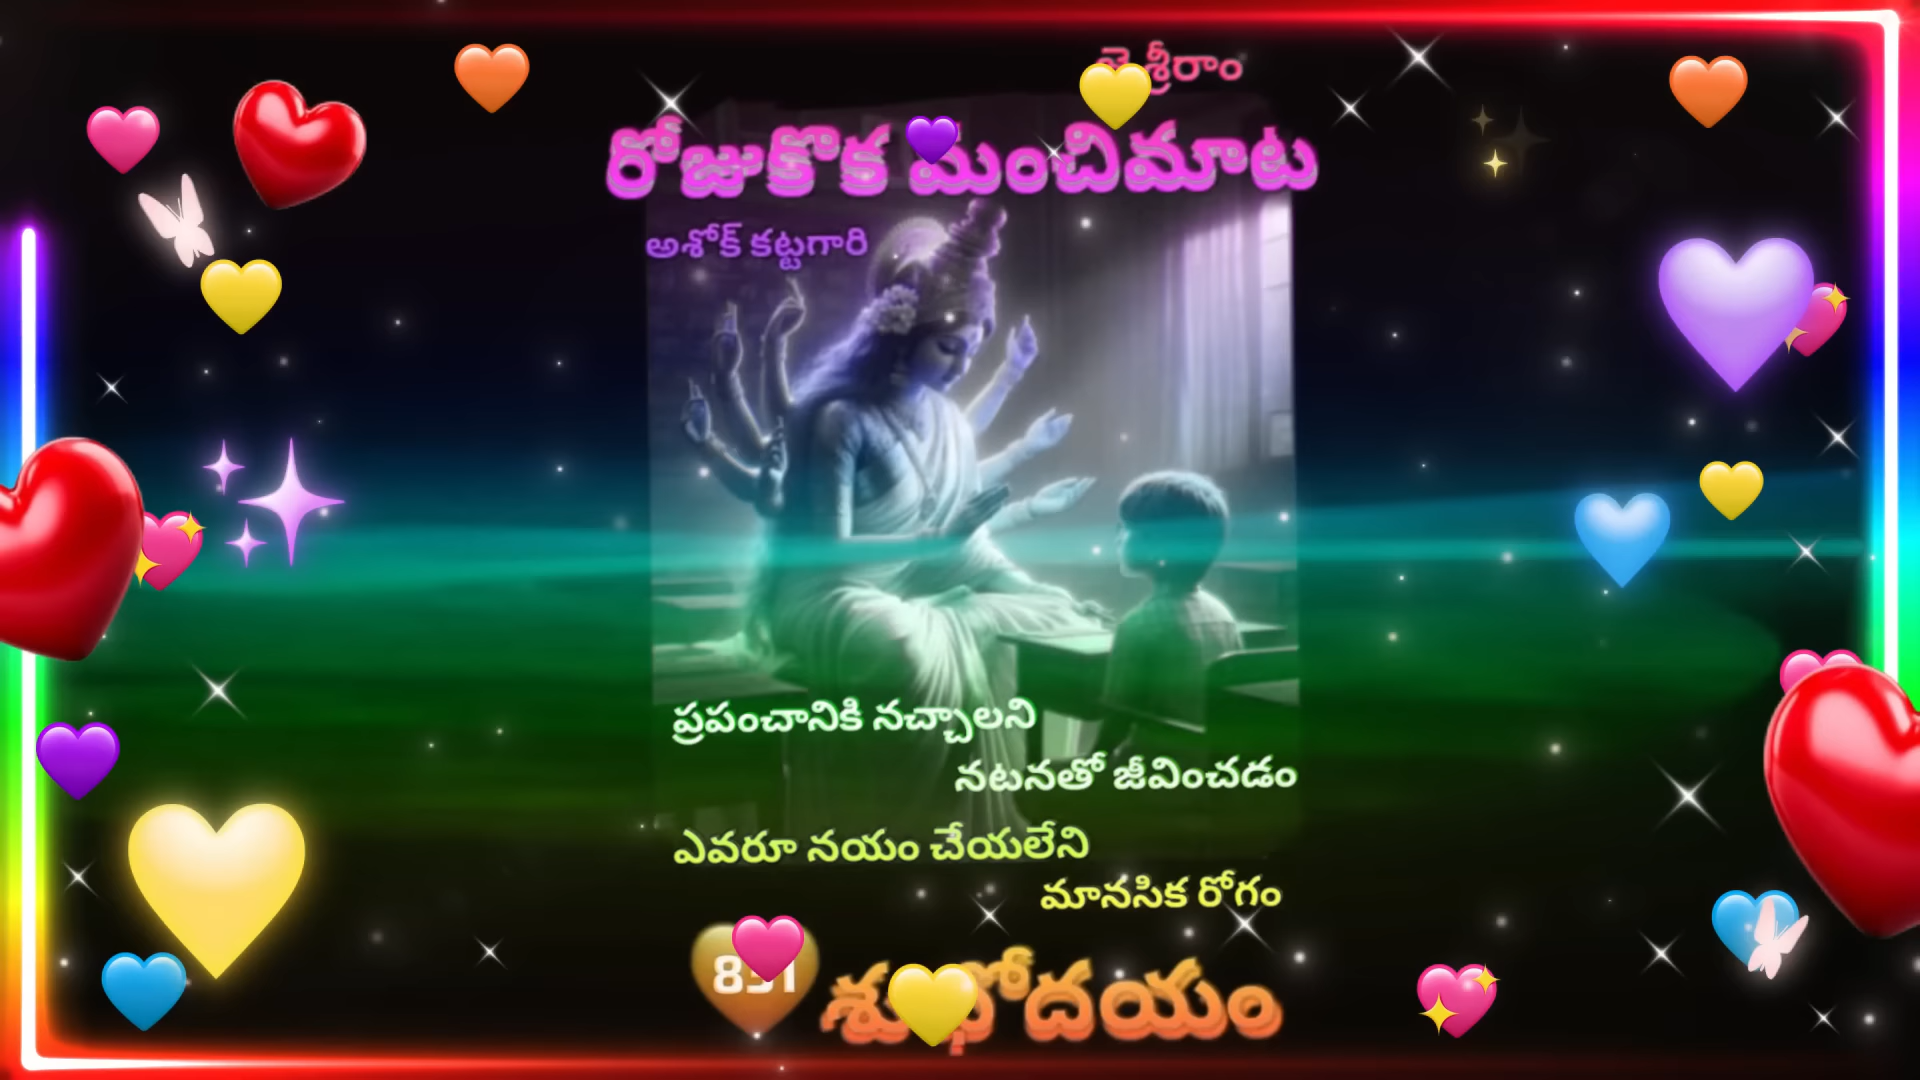 జై శ్రీరాం
రోజుకొక మంచిమాట
అశోక్ కట్టగారి
ప్రపంచానికి నచ్చాలని
నటనతో జీవించడం
ఎవరూ నయం చేయలేని
మానసిక రోగం
శుభోదయం